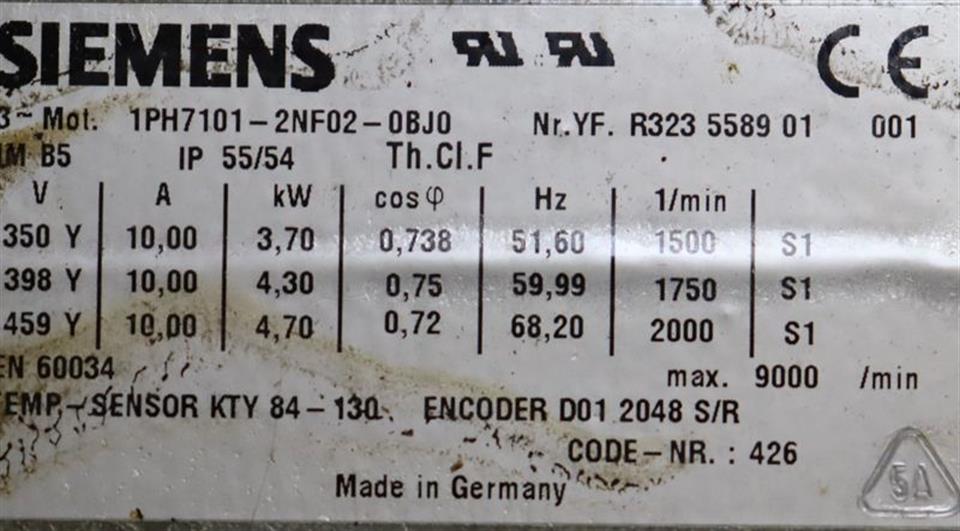 SIEMENS
3~ Mot. 1PH7101-2NF02-0BJ0 Nr.YF. R323 5589 01 001
IM B5 IP 55/54 Th.Cl.F
V A kW cosφ Hz 1/min
350 Y 10,00 3,70 0,738 51,60 1500 S1
398 Y 10,00 4,30 0,75 59,99 1750 S1
459 Y 10,00 4,70 0,72 68,20 2000 S1
EN 60034
max. 9000 /min
TEMP-SENSOR KTY 84-130 ENCODER D01 2048 S/R
CODE-NR. : 426
Made in Germany
5A